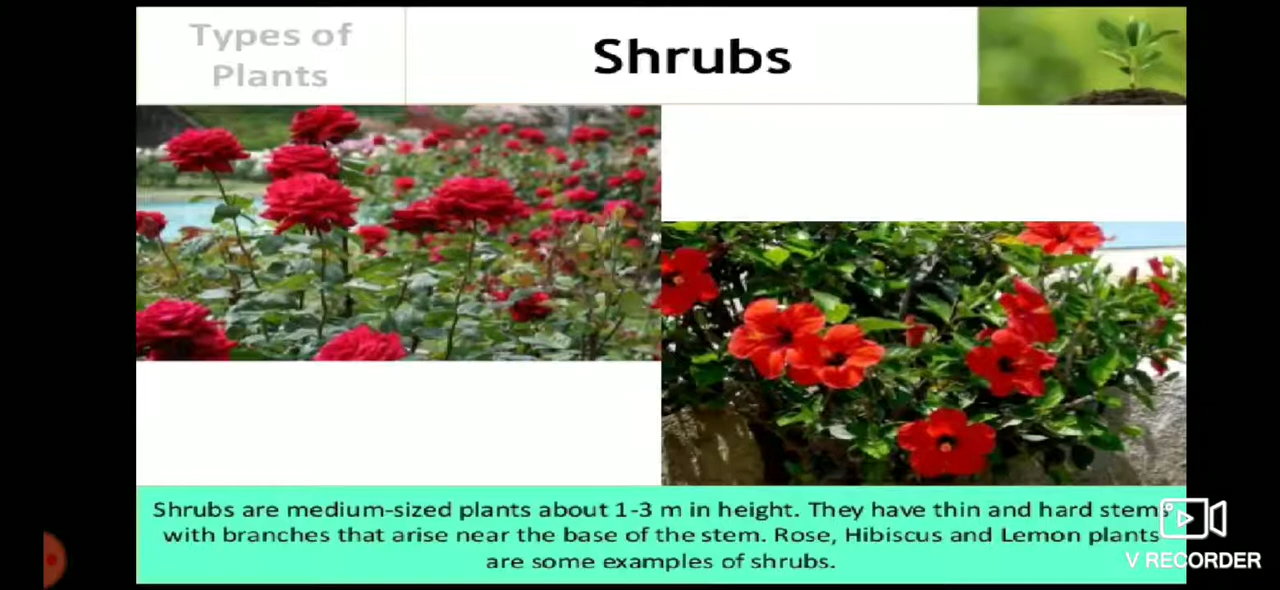 Types of
Plants
Shrubs
Shrubs are medium-sized plants about 1-3 m in height. They have thin and hard stems
with branches that arise near the base of the stem. Rose, Hibiscus and Lemon plants
are some examples of shrubs.
V RECORDER